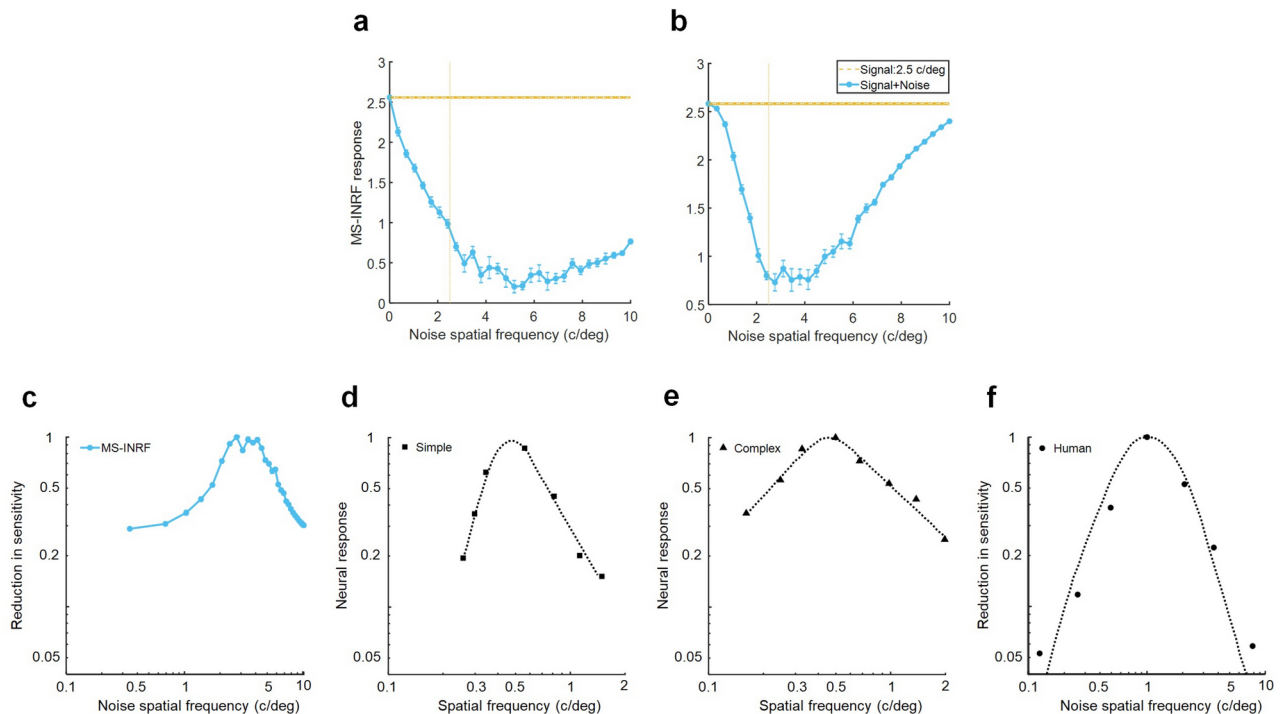 a
3
2.5
2
1.5
1
0.5
0
0
2
4
6
8
10
MS-INRF response
Noise spatial frequency (c/deg)
b
3
2.5
2
1.5
1
0.5
0
2
4
6
8
10
Signal:2.5 c/deg
Signal+Noise
Noise spatial frequency (c/deg)
c
1
0.5
0.2
0.1
0.05
0.1
1
5
10
MS-INRF
Reduction in sensitivity
Noise spatial frequency (c/deg)
d
1
0.5
0.2
0.1
0.05
0.1
0.3
0.5
1
2
Simple
Neural response
Spatial frequency (c/deg)
e
1
0.5
0.2
0.1
0.05
0.1
0.3
0.5
1
2
Complex
Neural response
Spatial frequency (c/deg)
f
1
0.5
0.2
0.1
0.05
0.1
0.5
1
5
10
Human
Reduction in sensitivity
Noise spatial frequency (c/deg)